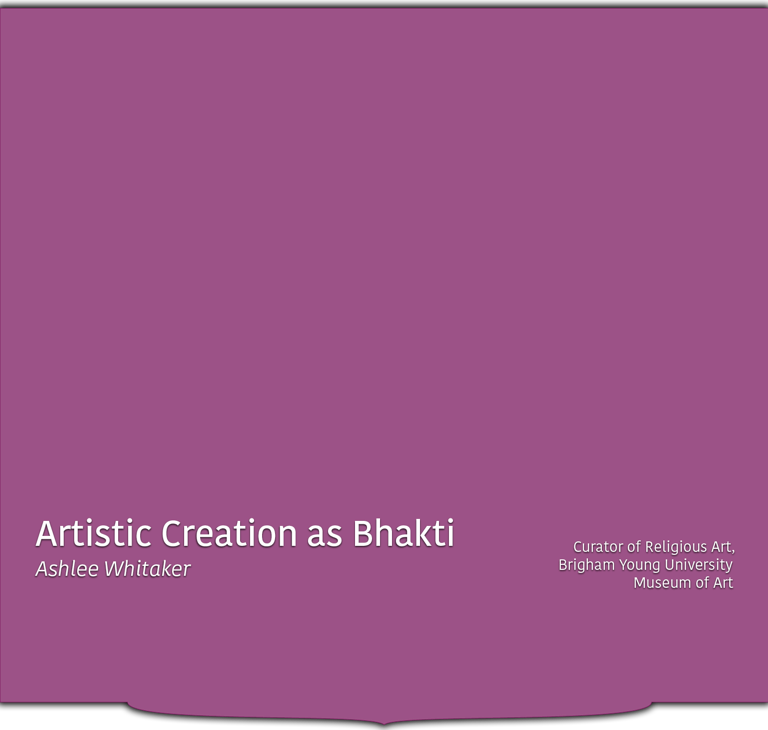 Artistic Creation as Bhakti
Ashlee Whitaker
Curator of Religious Art,
Brigham Young University
Museum of Art